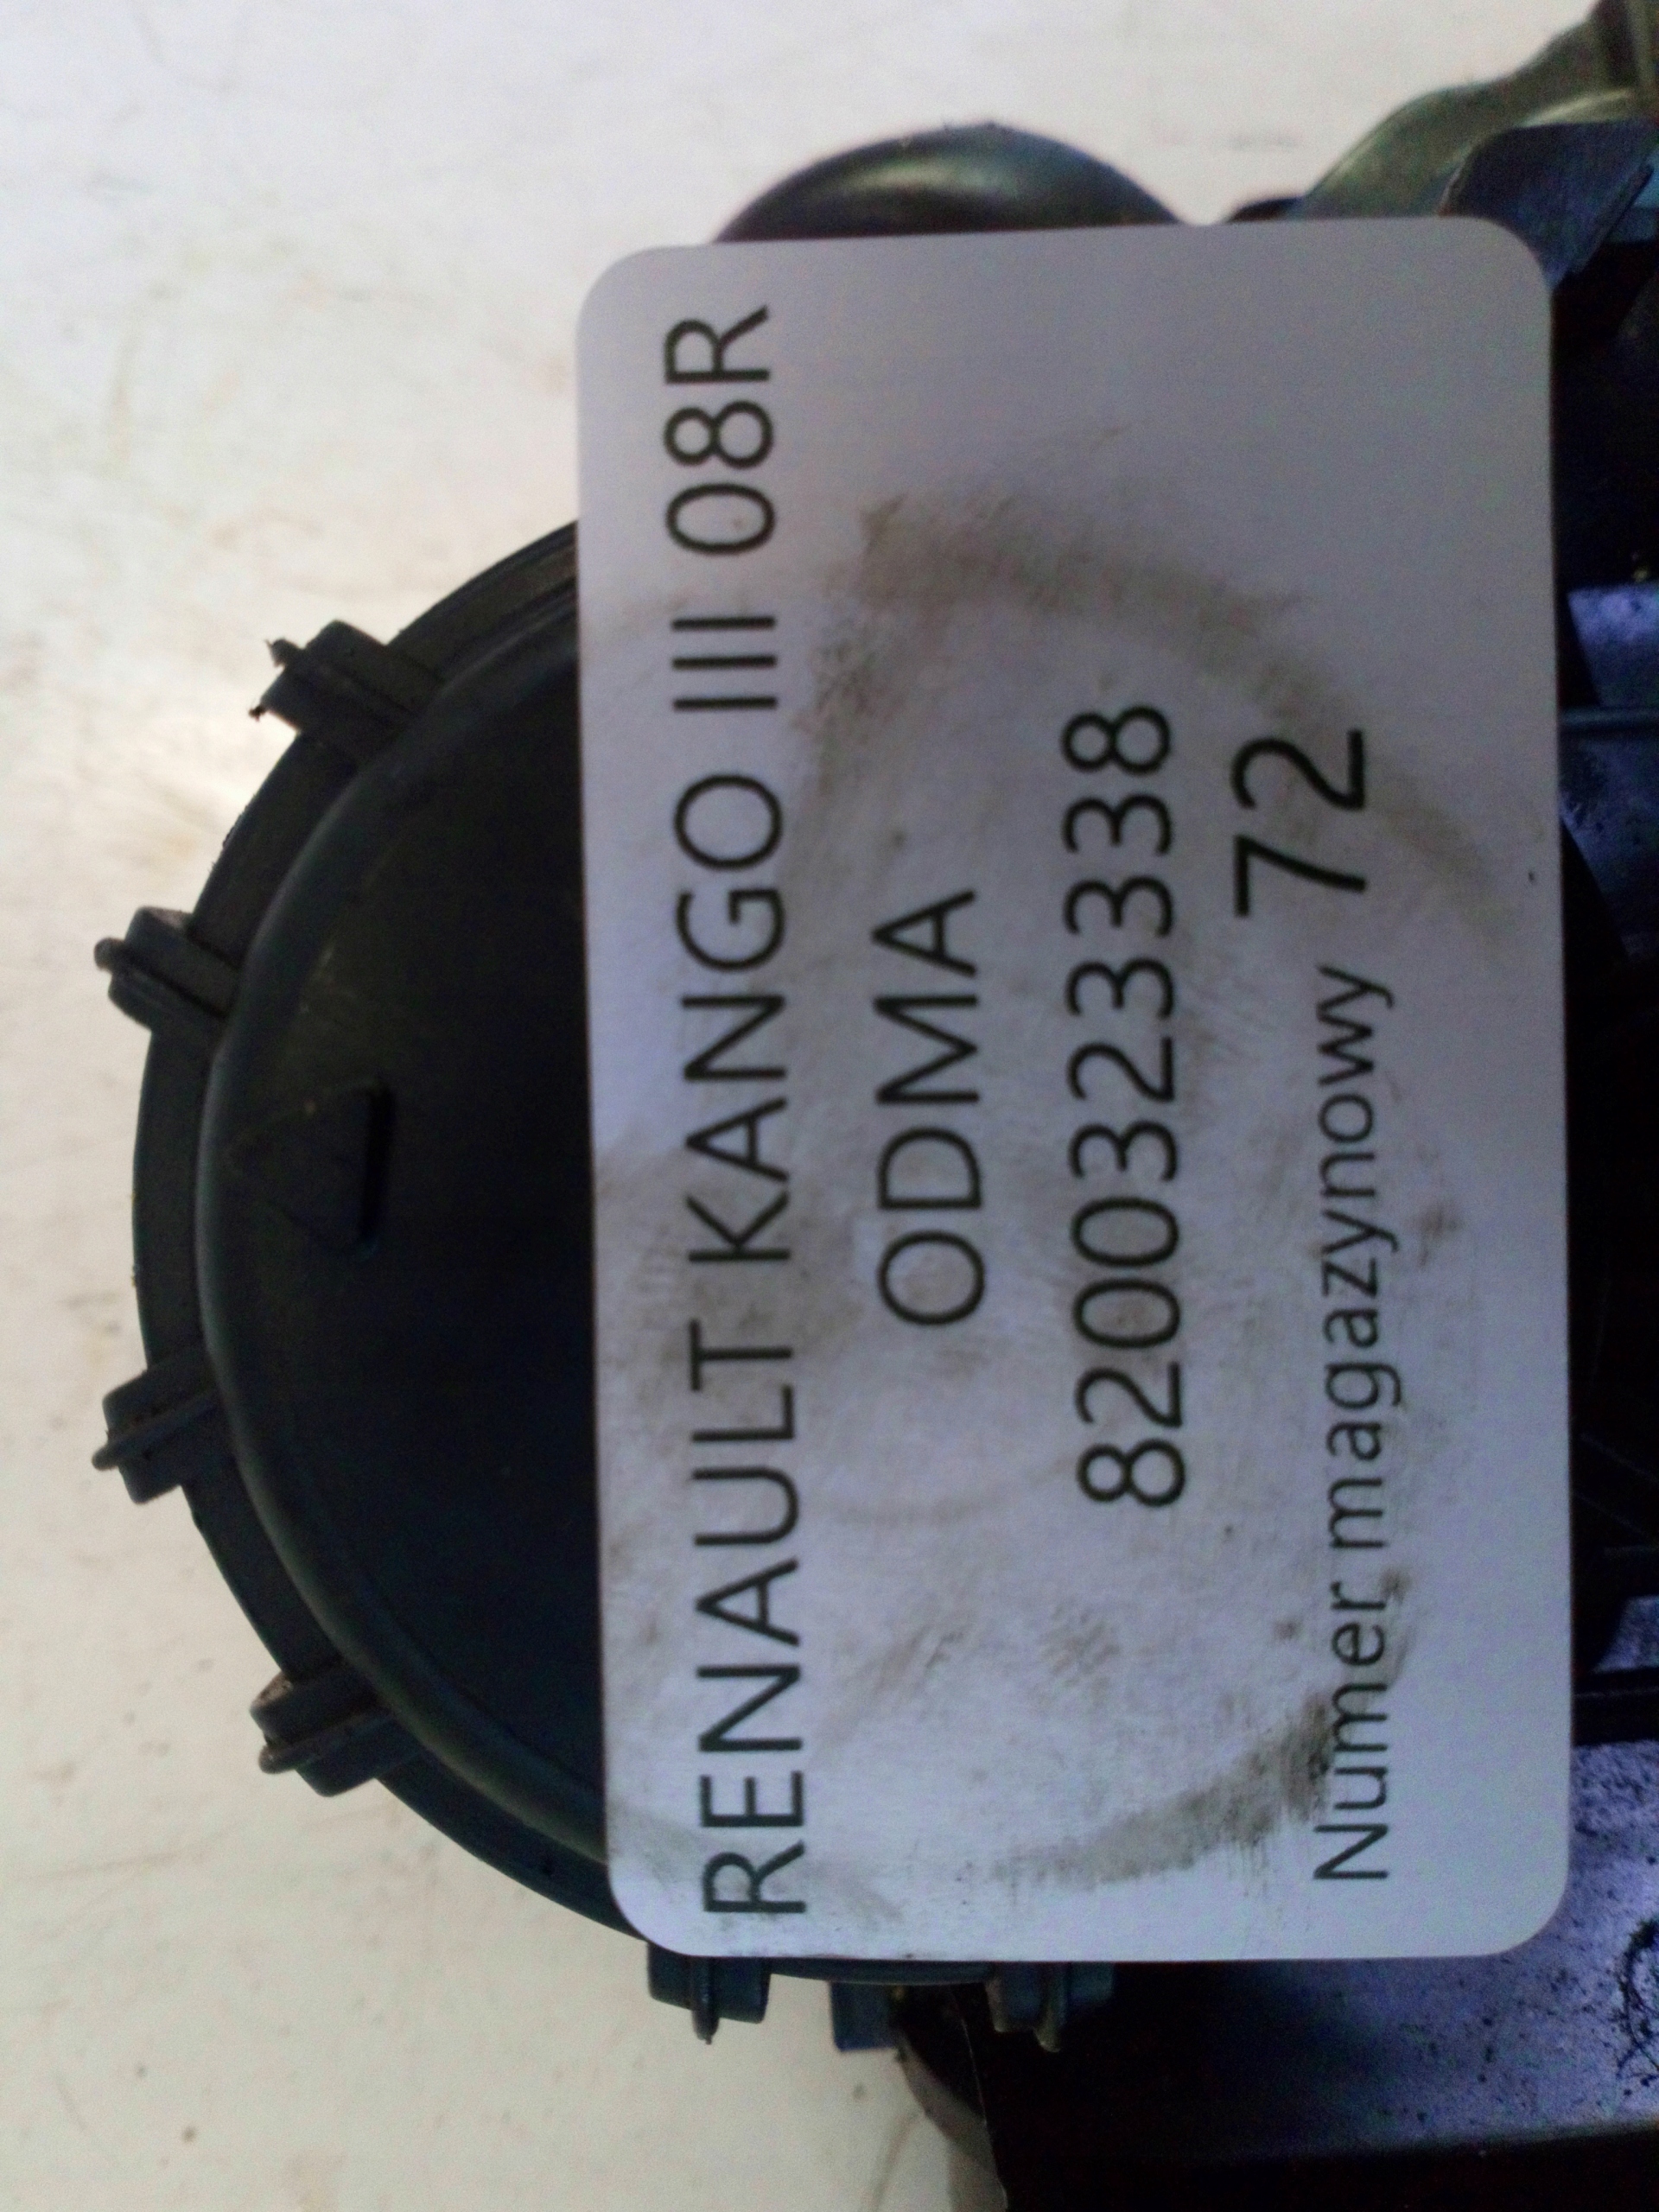 RENAULT KANGO III 08R
ODMA
8200323338
Numer magazynowy 72